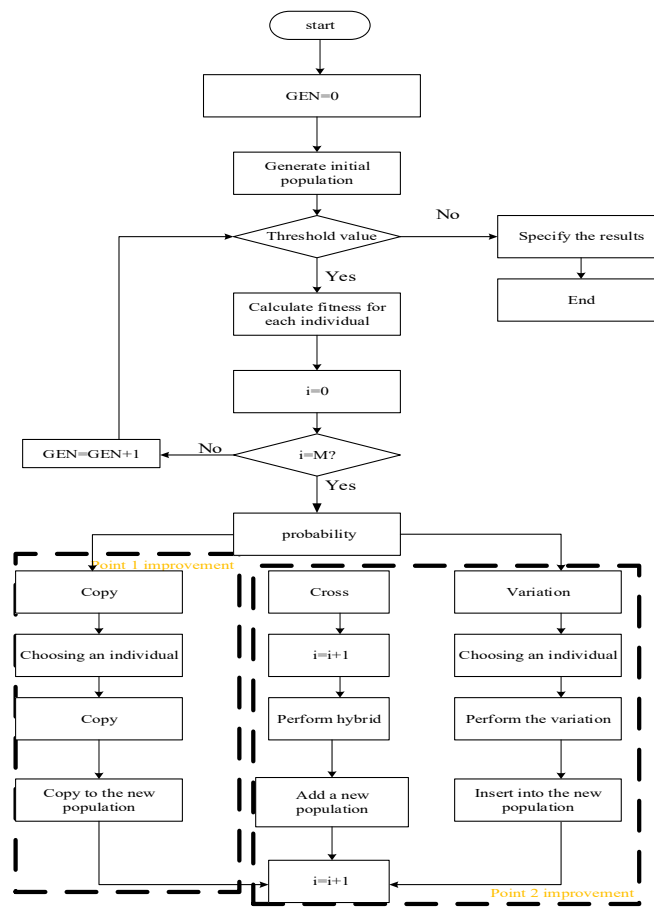 start
GEN=0
Generate initial
population
Threshold value
No
Specify the results
Yes
End
Calculate fitness for
each individual
i=0
GEN=GEN+1
No
i=M?
Yes
probability
Point 1 improvement
Copy
Cross
Variation
Choosing an individual
i=i+1
Choosing an individual
Copy
Perform hybrid
Perform the variation
Copy to the new
population
Add a new
population
Insert into the new
population
i=i+1
Point 2 improvement